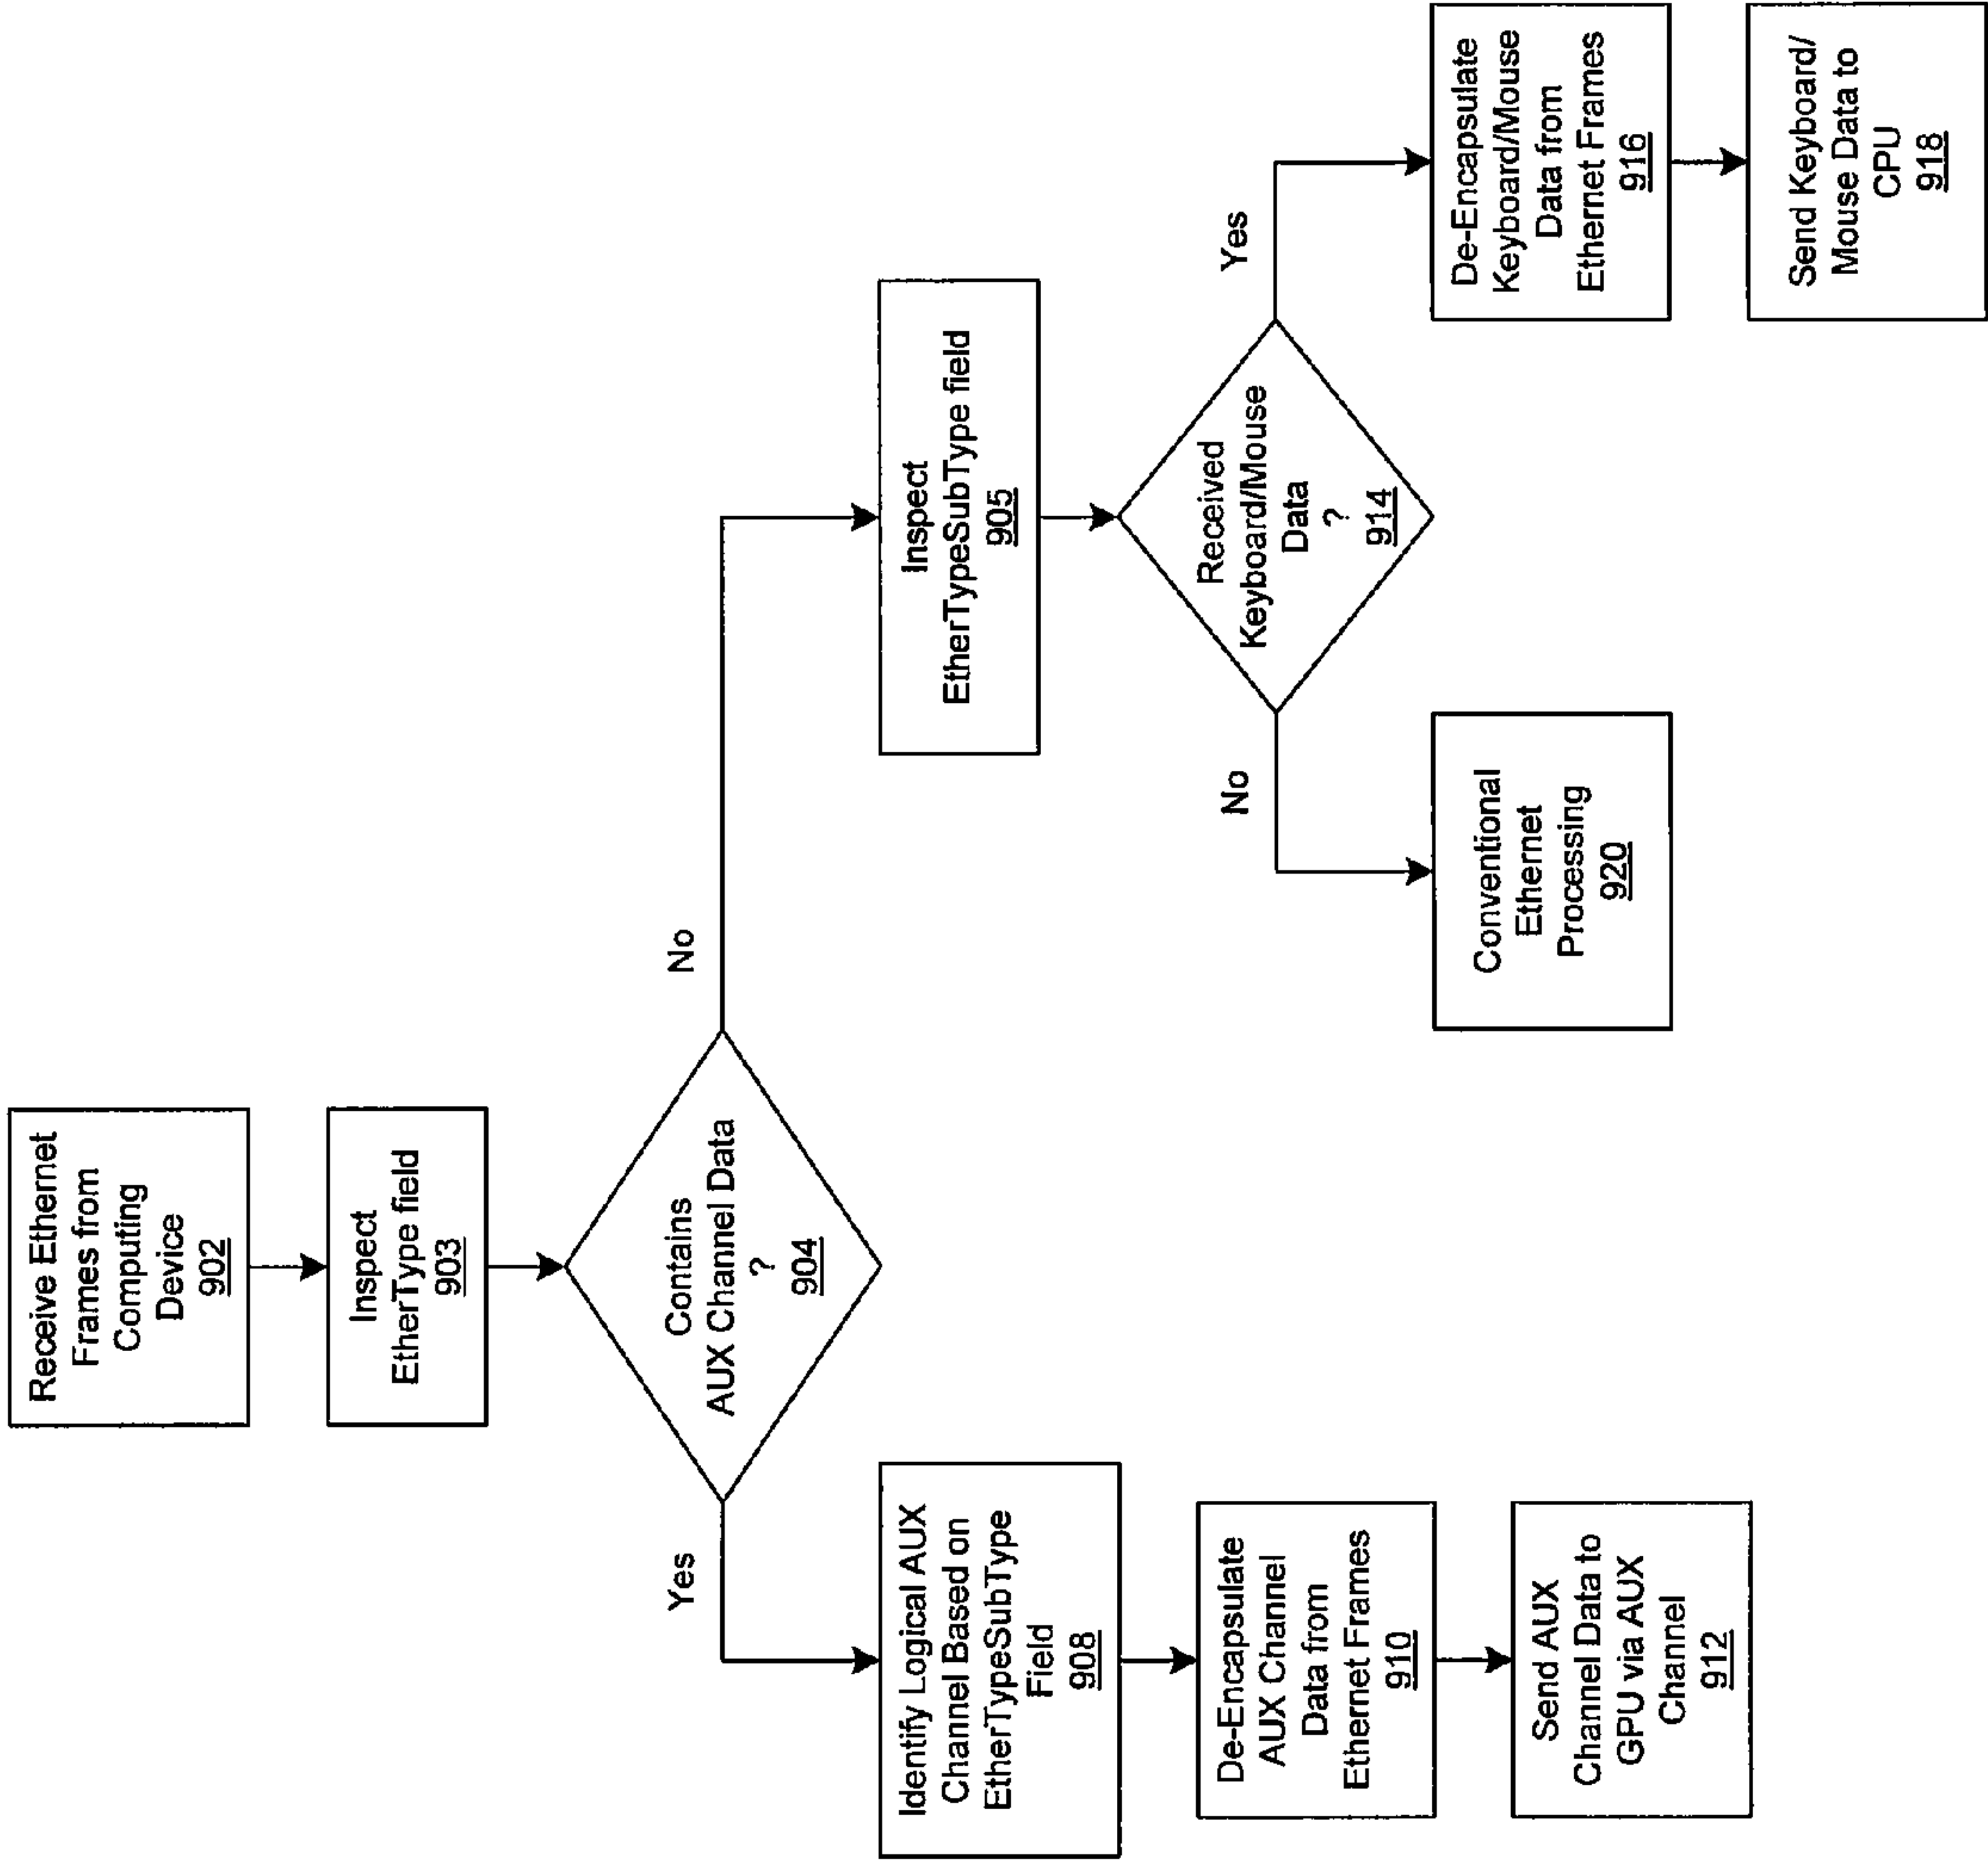 Receive Ethernet
Frames from
Computing
Device
902
Inspect
EtherType field
903
Contains
AUX Channel Data
?
904
Yes
No
Identify Logical AUX
Channel Based on
EtherTypeSubType
Field
908
De-Encapsulate
AUX Channel
Data from
Ethernet Frames
910
Send AUX
Channel Data to
GPU via AUX
Channel
912
Inspect
EtherTypeSubType field
905
Received
Keyboard/Mouse
Data
?
914
No
Yes
Conventional
Ethernet
Processing
920
De-Encapsulate
Keyboard/Mouse
Data from
Ethernet Frames
916
Send Keyboard/
Mouse Data to
CPU
918